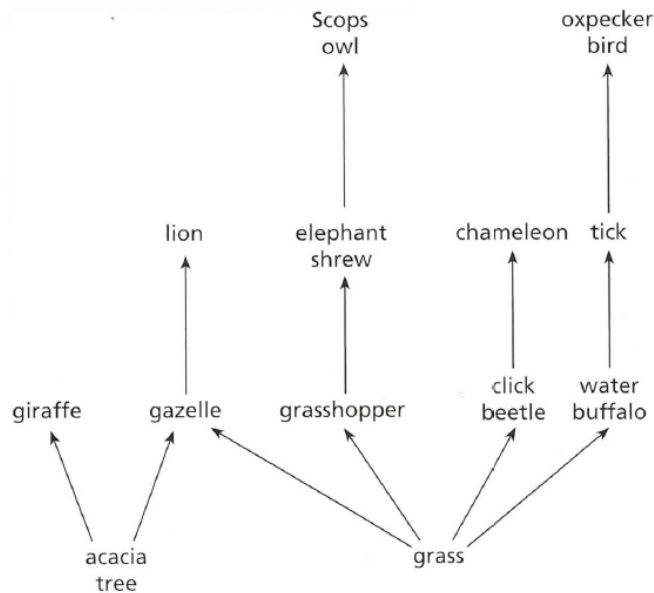 Scops
owl
oxpecker
bird
lion
elephant
shrew
chameleon
tick
giraffe
gazelle
grasshopper
click
beetle
water
buffalo
acacia
tree
grass